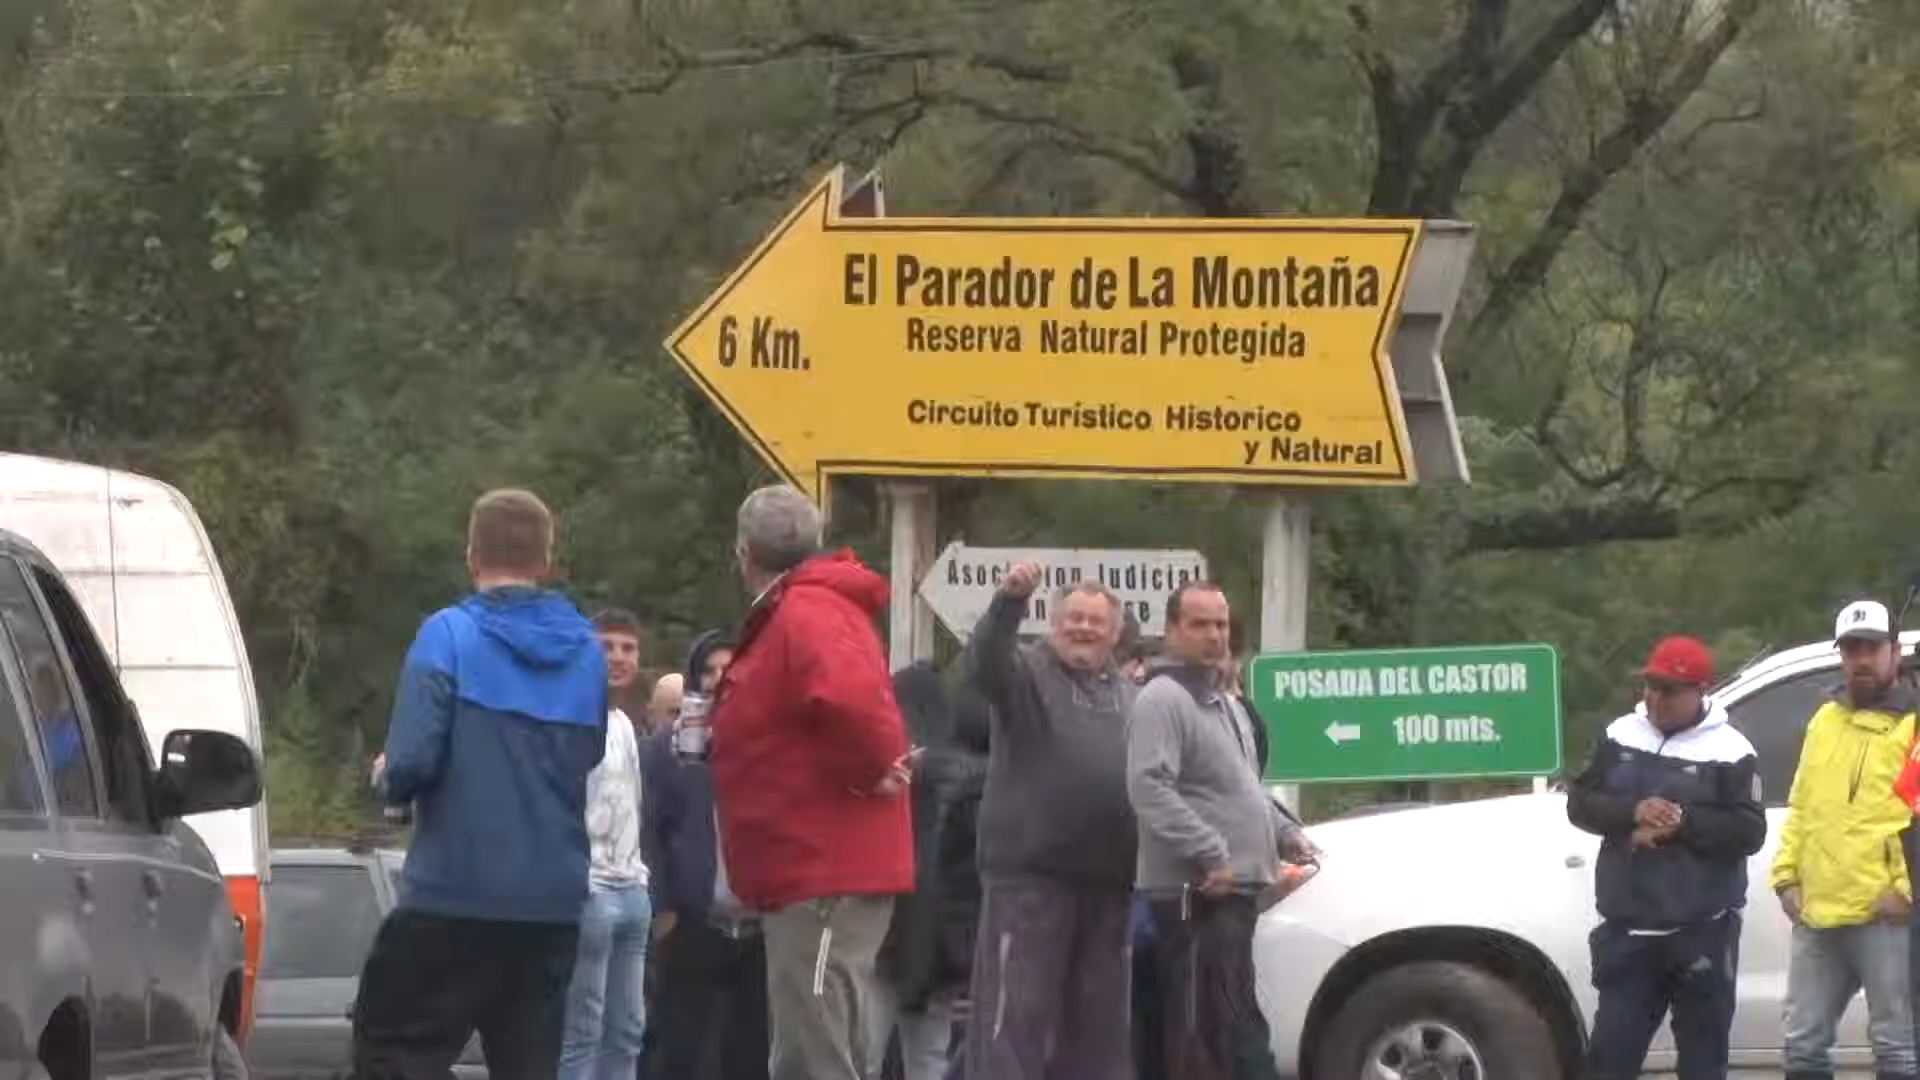 El Parador de La Montaña
6 Km.
Reserva Natural Protegida
Circuito Turístico Historico
y Natural
Judicial
POSADA DEL CASTOR
← 100 mts.